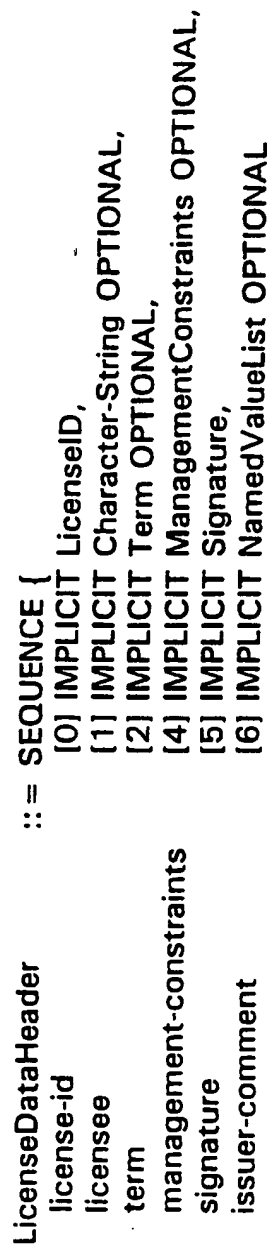 LicenseDataHeader ::= SEQUENCE {
license-id [0] IMPLICIT LicenseID,
licensee [1] IMPLICIT Character-String OPTIONAL,
term [2] IMPLICIT Term OPTIONAL,
management-constraints [4] IMPLICIT ManagementConstraints OPTIONAL,
signature [5] IMPLICIT Signature,
issuer-comment [6] IMPLICIT NamedValueList OPTIONAL